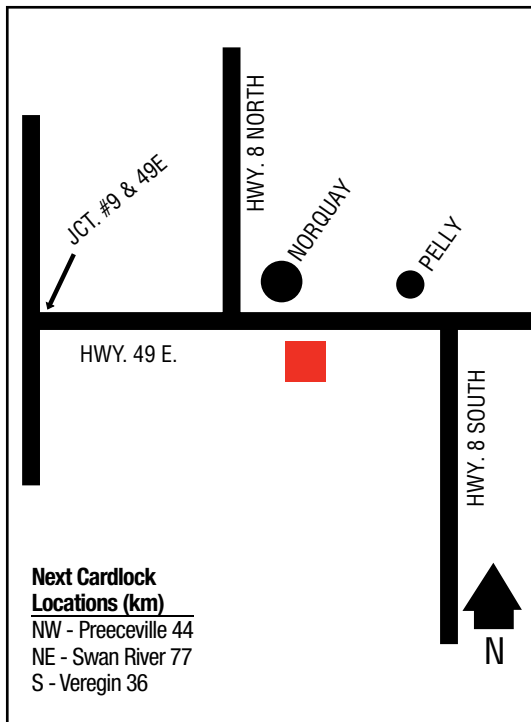 HWY. 8 NORTH
JCT. #9 & 49E
NORQUAY
PELLY
HWY. 49 E.
HWY. 8 SOUTH
Next Cardlock
Locations (km)
NW - Preeceville 44
NE - Swan River 77
S - Veregin 36
N